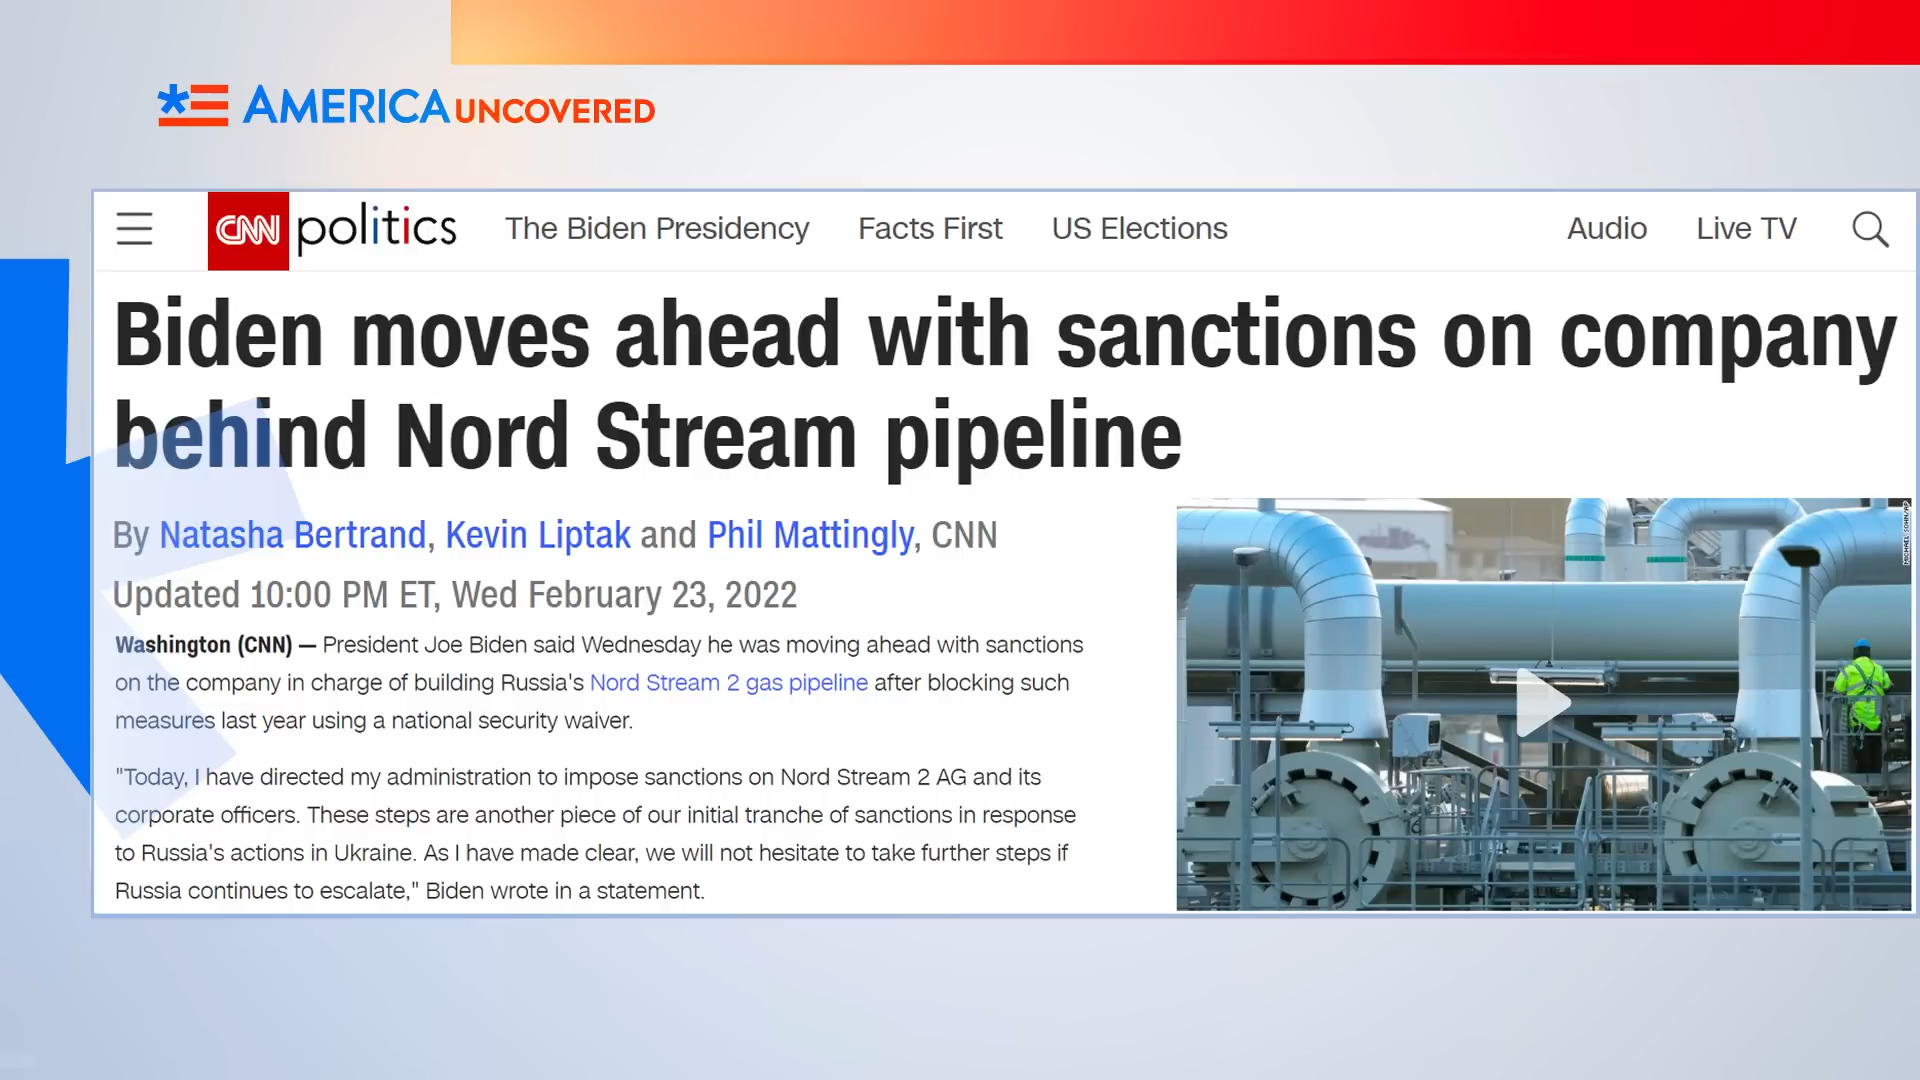 AMERICA UNCOVERED
CNN politics The Biden Presidency Facts First US Elections Audio Live TV
Biden moves ahead with sanctions on company
behind Nord Stream pipeline
By Natasha Bertrand, Kevin Liptak and Phil Mattingly, CNN
Updated 10:00 PM ET, Wed February 23, 2022
Washington (CNN) — President Joe Biden said Wednesday he was moving ahead with sanctions
on the company in charge of building Russia's Nord Stream 2 gas pipeline after blocking such
measures last year using a national security waiver.
"Today, I have directed my administration to impose sanctions on Nord Stream 2 AG and its
corporate officers. These steps are another piece of our initial tranche of sanctions in response
to Russia's actions in Ukraine. As I have made clear, we will not hesitate to take further steps if
Russia continues to escalate," Biden wrote in a statement.
MICHAEL SOHN/AP